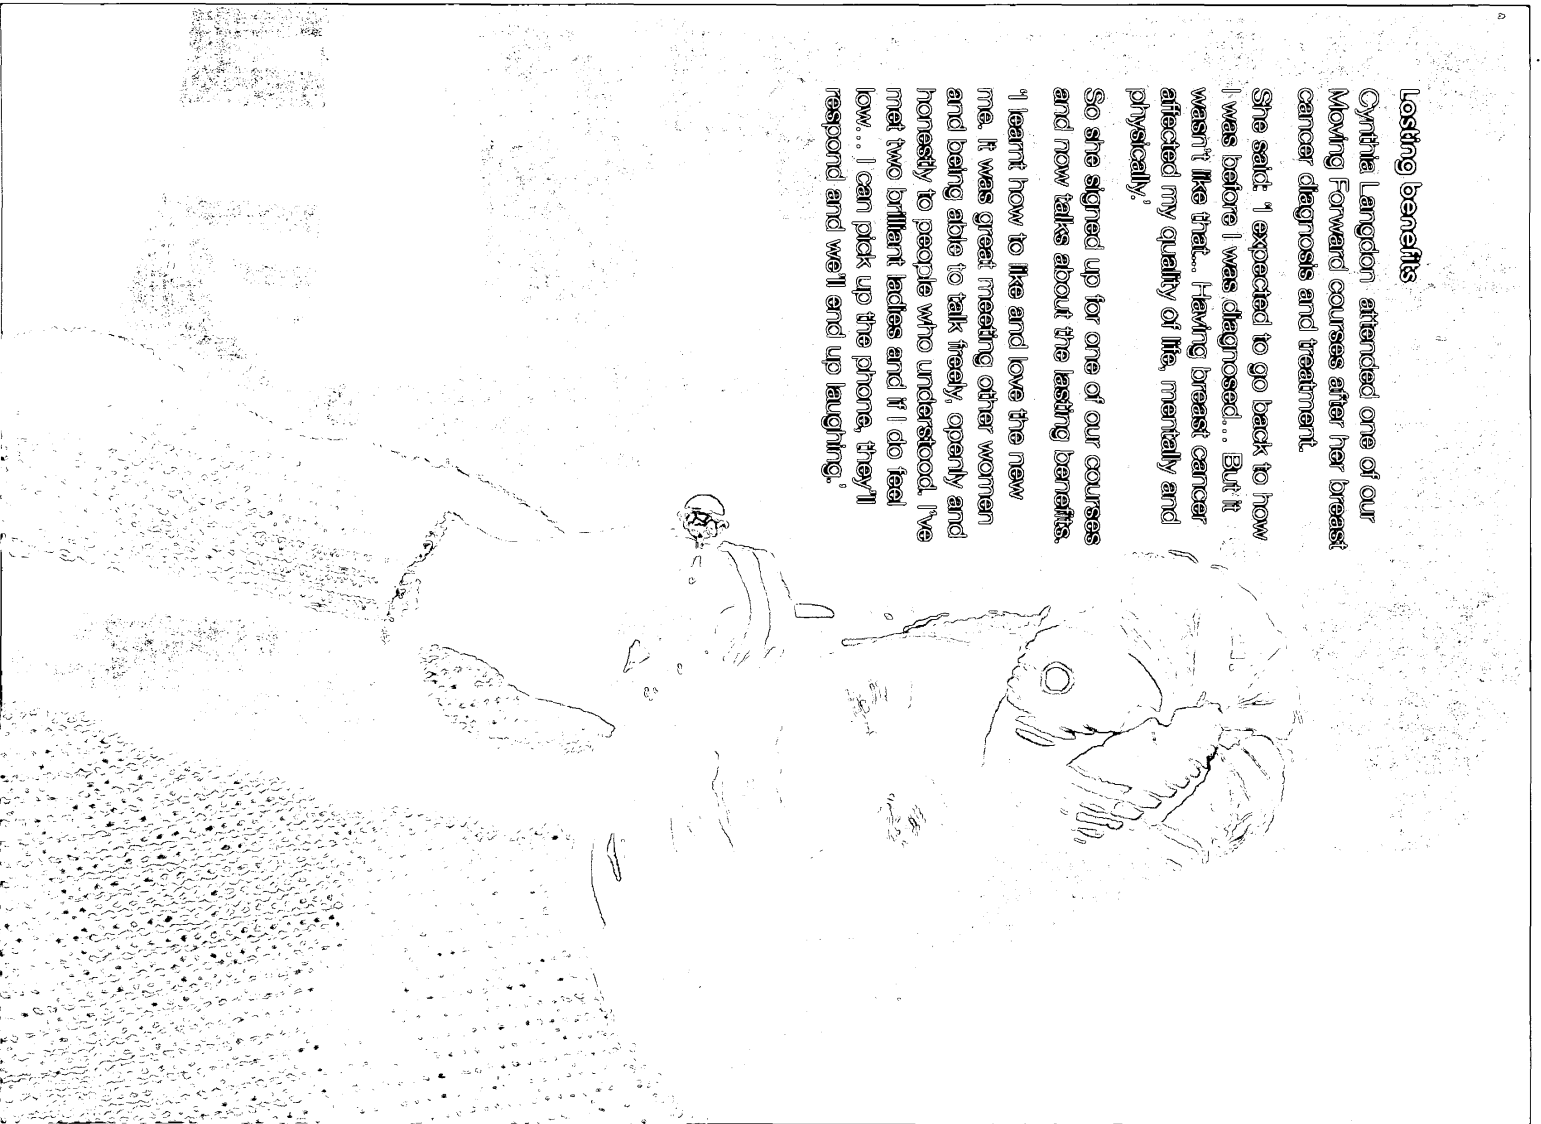 Lasting benefits
Cynthia Langdon attended one of our
Moving Forward courses after her breast
cancer diagnosis and treatment.
She said: 'I expected to go back to how
I was before I was diagnosed... But it
wasn't like that... Having breast cancer
affected my quality of life, mentally and
physically.'
So she signed up for one of our courses
and now talks about the lasting benefits.
'I learnt how to like and love the new
me. It was great meeting other women
and being able to talk freely, openly and
honestly to people who understood. I've
met two brilliant ladies and if I do feel
low... I can pick up the phone, they'll
respond and we'll end up laughing.'